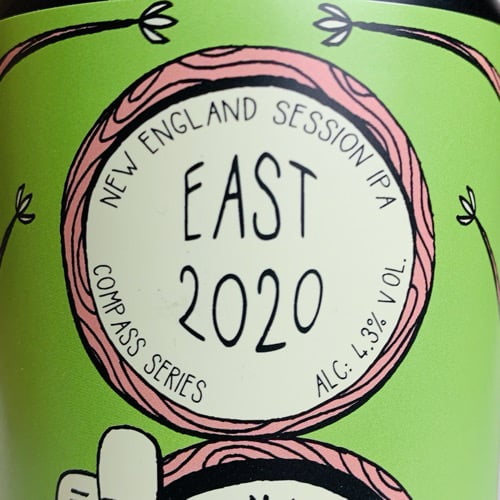 NEW ENGLAND SESSION IPA
EAST
2020
COMPASS SERIES
ALC: 4.3% VOL.